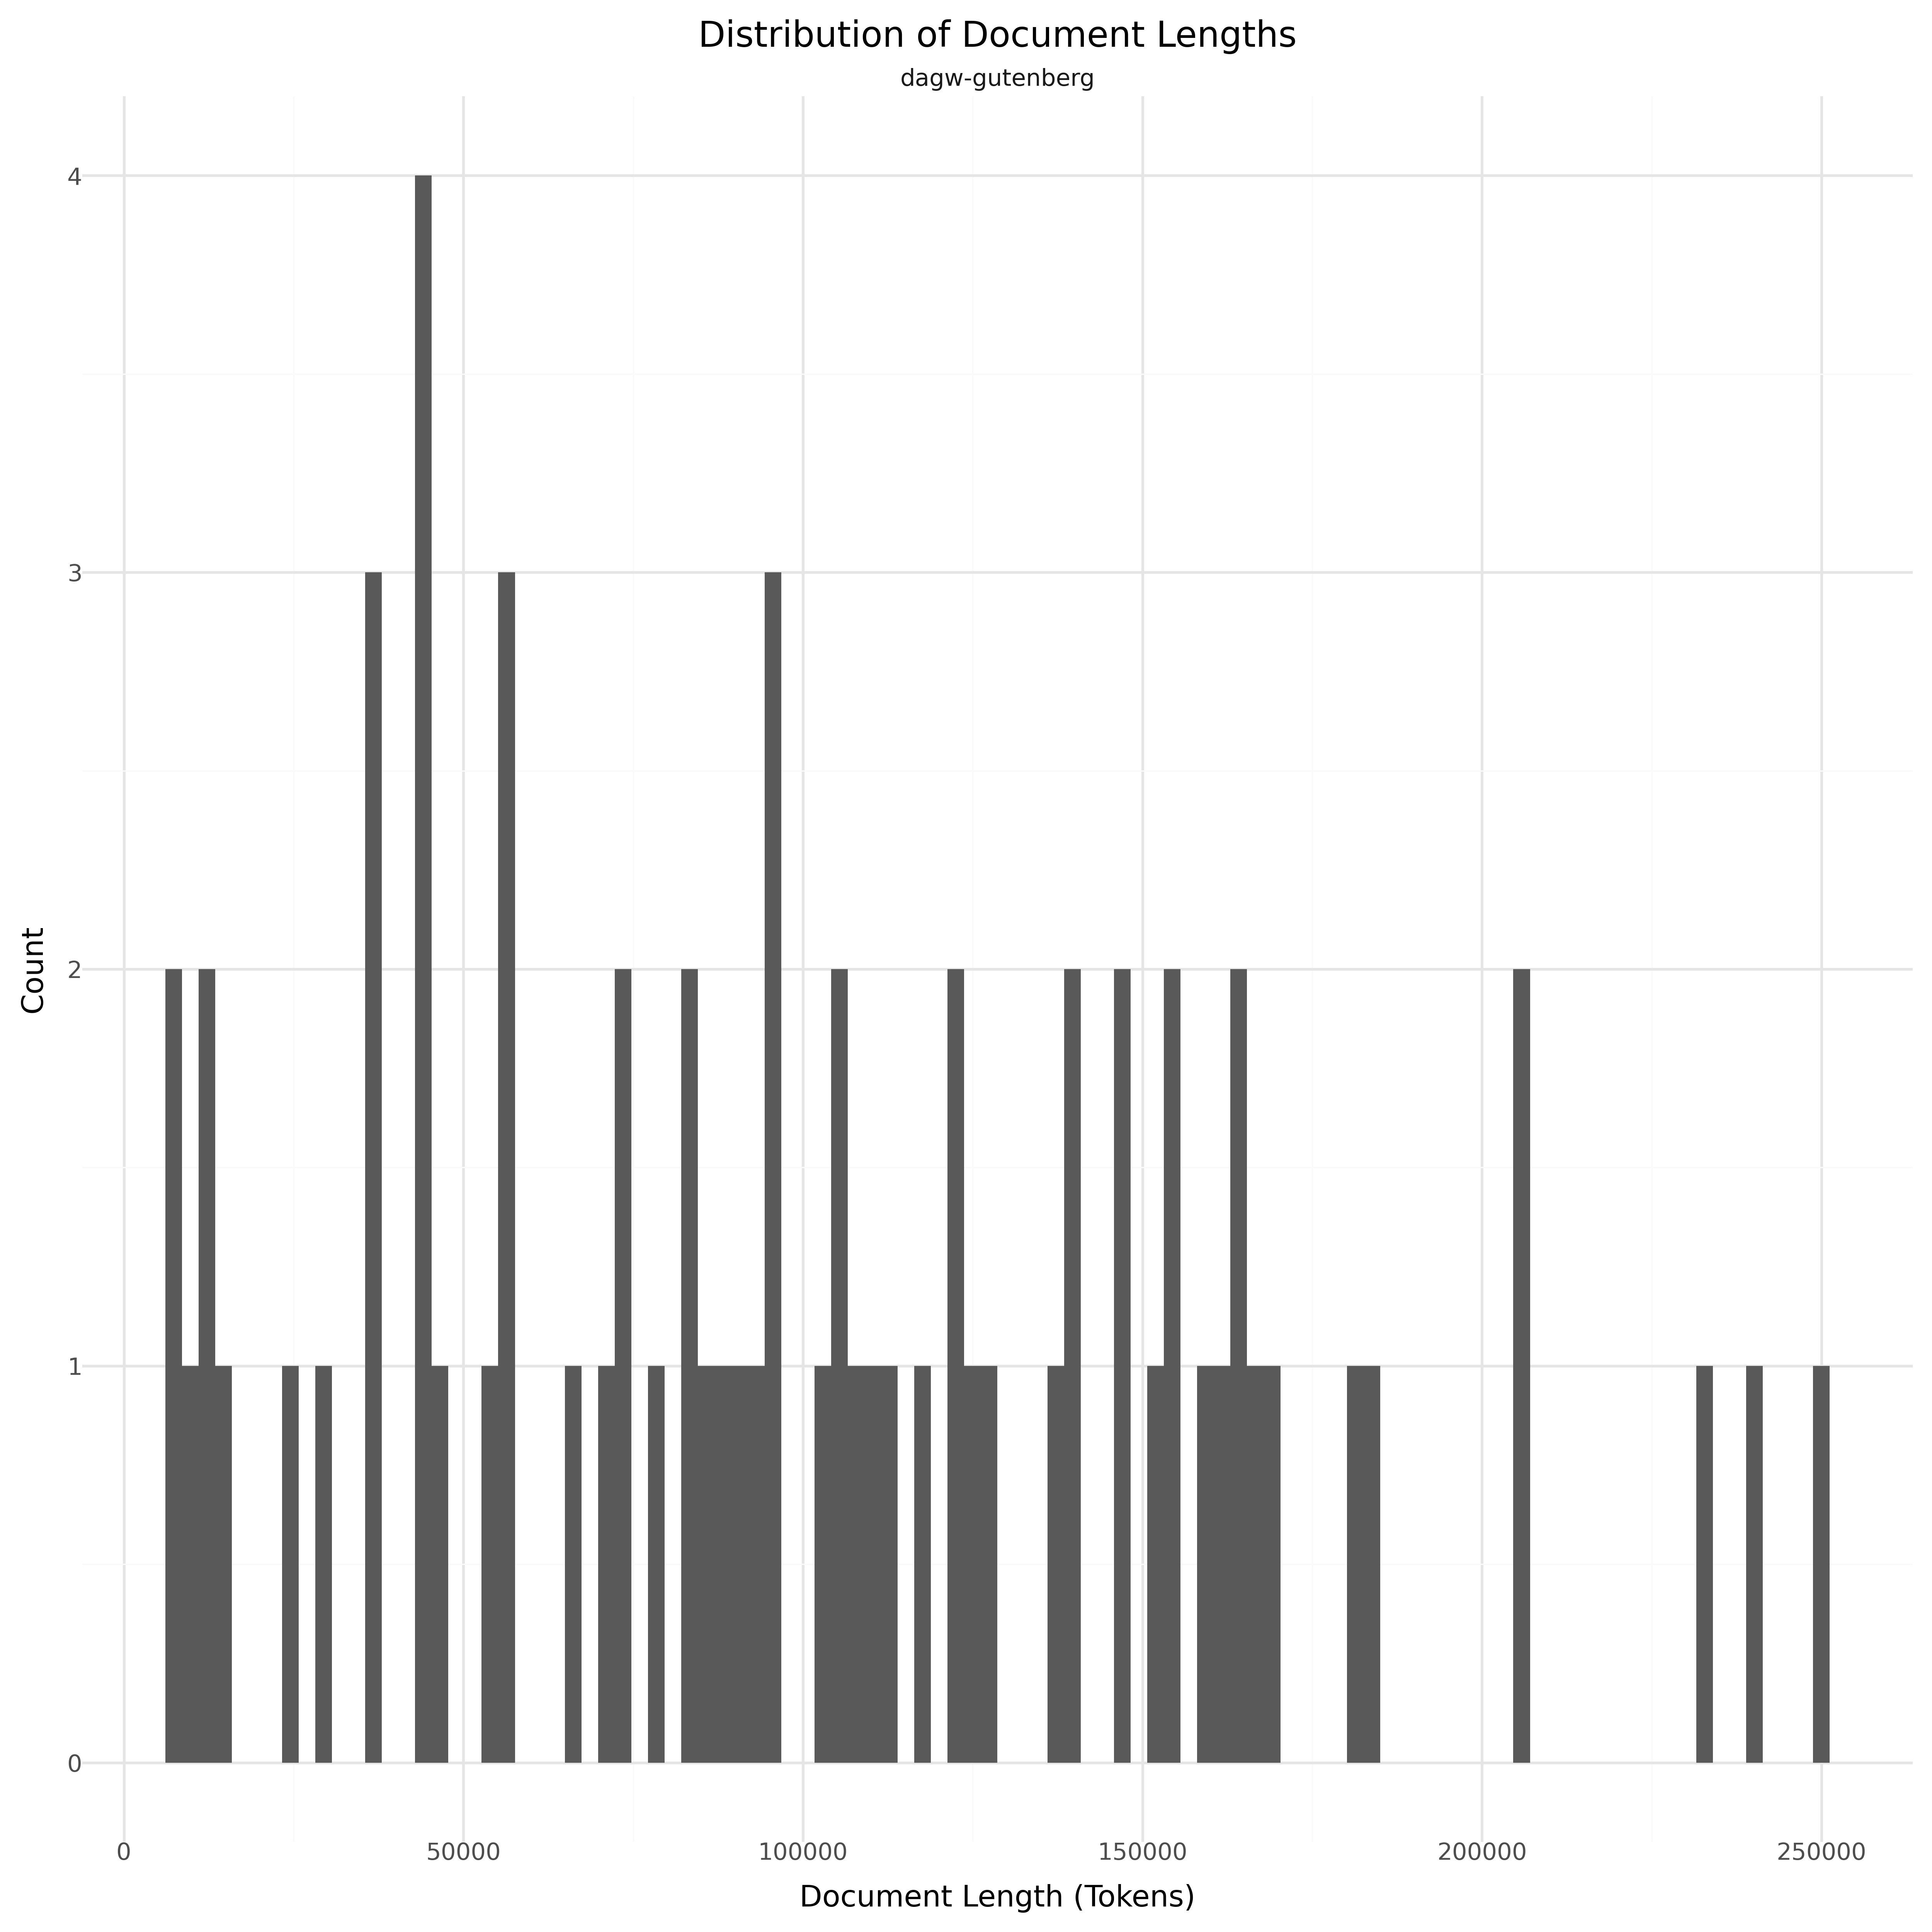 Distribution of Document Lengths
dagw-gutenberg
4
3
2
1
0
Count
0 50000 100000 150000 200000 250000
Document Length (Tokens)